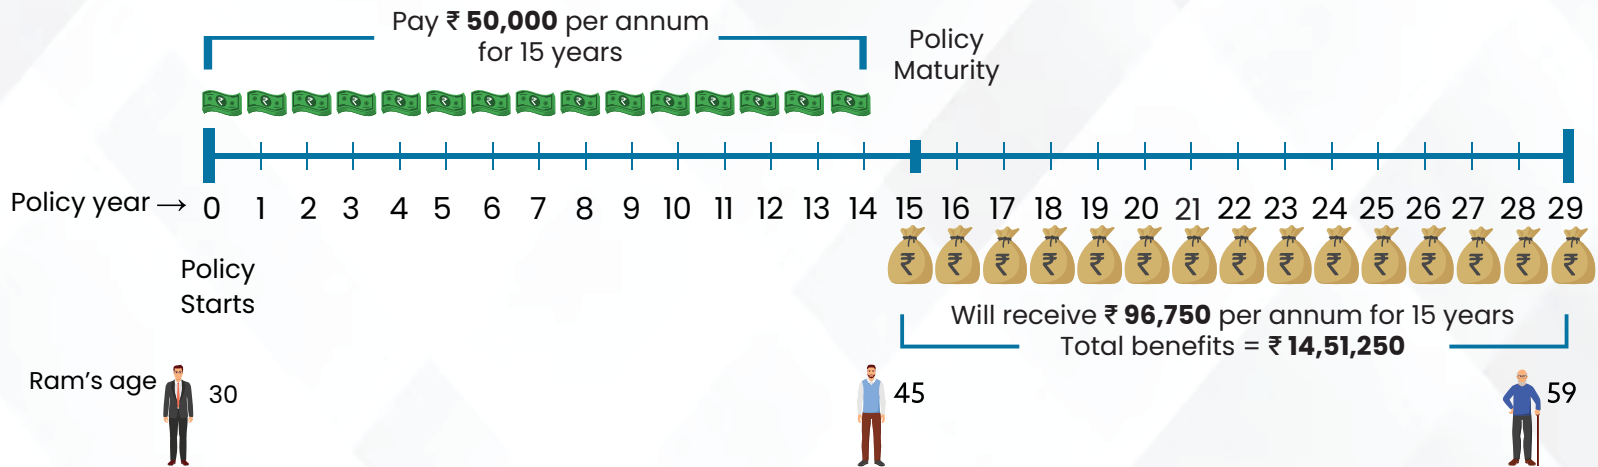 Pay ₹ 50,000 per annum
for 15 years
Policy
Maturity
Policy year → 0 1 2 3 4 5 6 7 8 9 10 11 12 13 14 15 16 17 18 19 20 21 22 23 24 25 26 27 28 29
Policy
Starts
Will receive ₹ 96,750 per annum for 15 years
Total benefits = ₹ 14,51,250
Ram's age 30 45 59